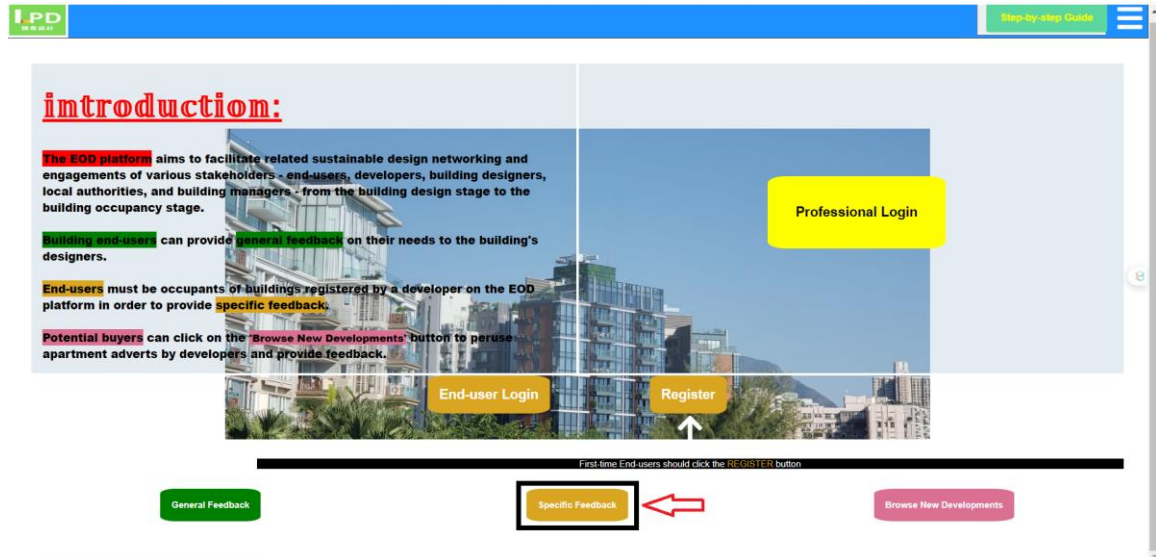 LPD
Step-by-step Guide
introduction:
The EOD platform aims to facilitate related sustainable design networking and
engagements of various stakeholders - end-users, developers, building designers,
local authorities, and building managers - from the building design stage to the
building occupancy stage.
Building end-users can provide general feedback on their needs to the building's
designers.
End-users must be occupants of buildings registered by a developer on the EOD
platform in order to provide specific feedback.
Potential buyers can click on the 'Browse New Developments' button to peruse
apartment adverts by developers and provide feedback.
Professional Login
End-user Login
Register
First-time End-users should click the REGISTER button
General Feedback
Specific Feedback
Browse New Developments